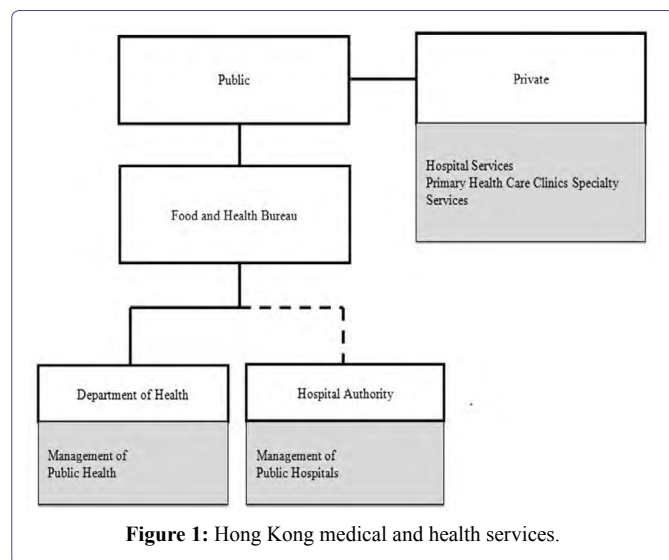 Public
Private
Hospital Services
Primary Health Care Clinics Specialty
Services
Food and Health Bureau
Department of Health
Hospital Authority
Management of
Public Health
Management of
Public Hospitals
Figure 1: Hong Kong medical and health services.